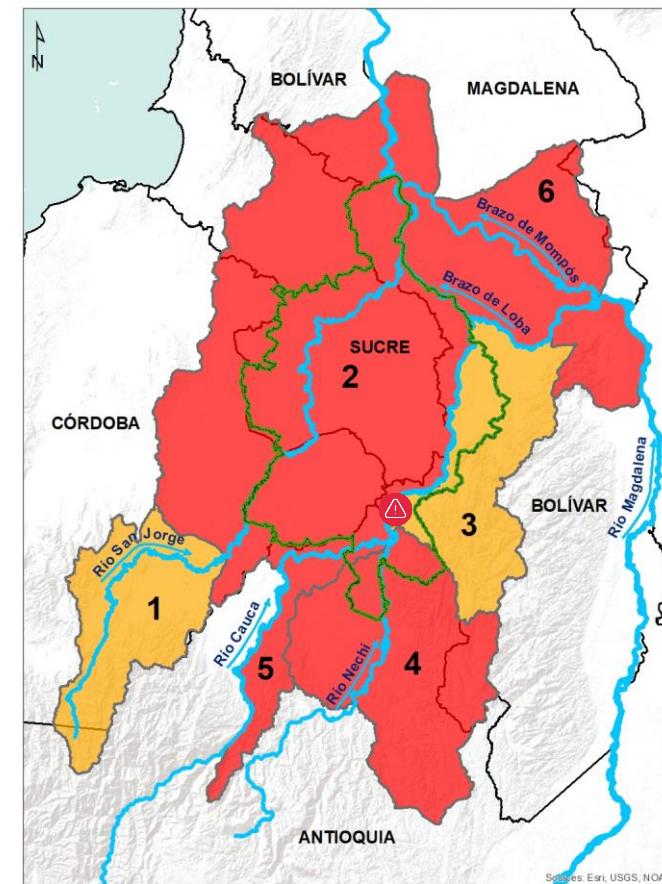 N
BOLÍVAR
MAGDALENA
6
Brazo de Mompós
Brazo de Loba
SUCRE
2
CÓRDOBA
BOLÍVAR
3
Río Magdalena
Río San Jorge
1
Río Cauca
5
Río Nechí
4
ANTIOQUIA
Sources: Esri, USGS, NOA